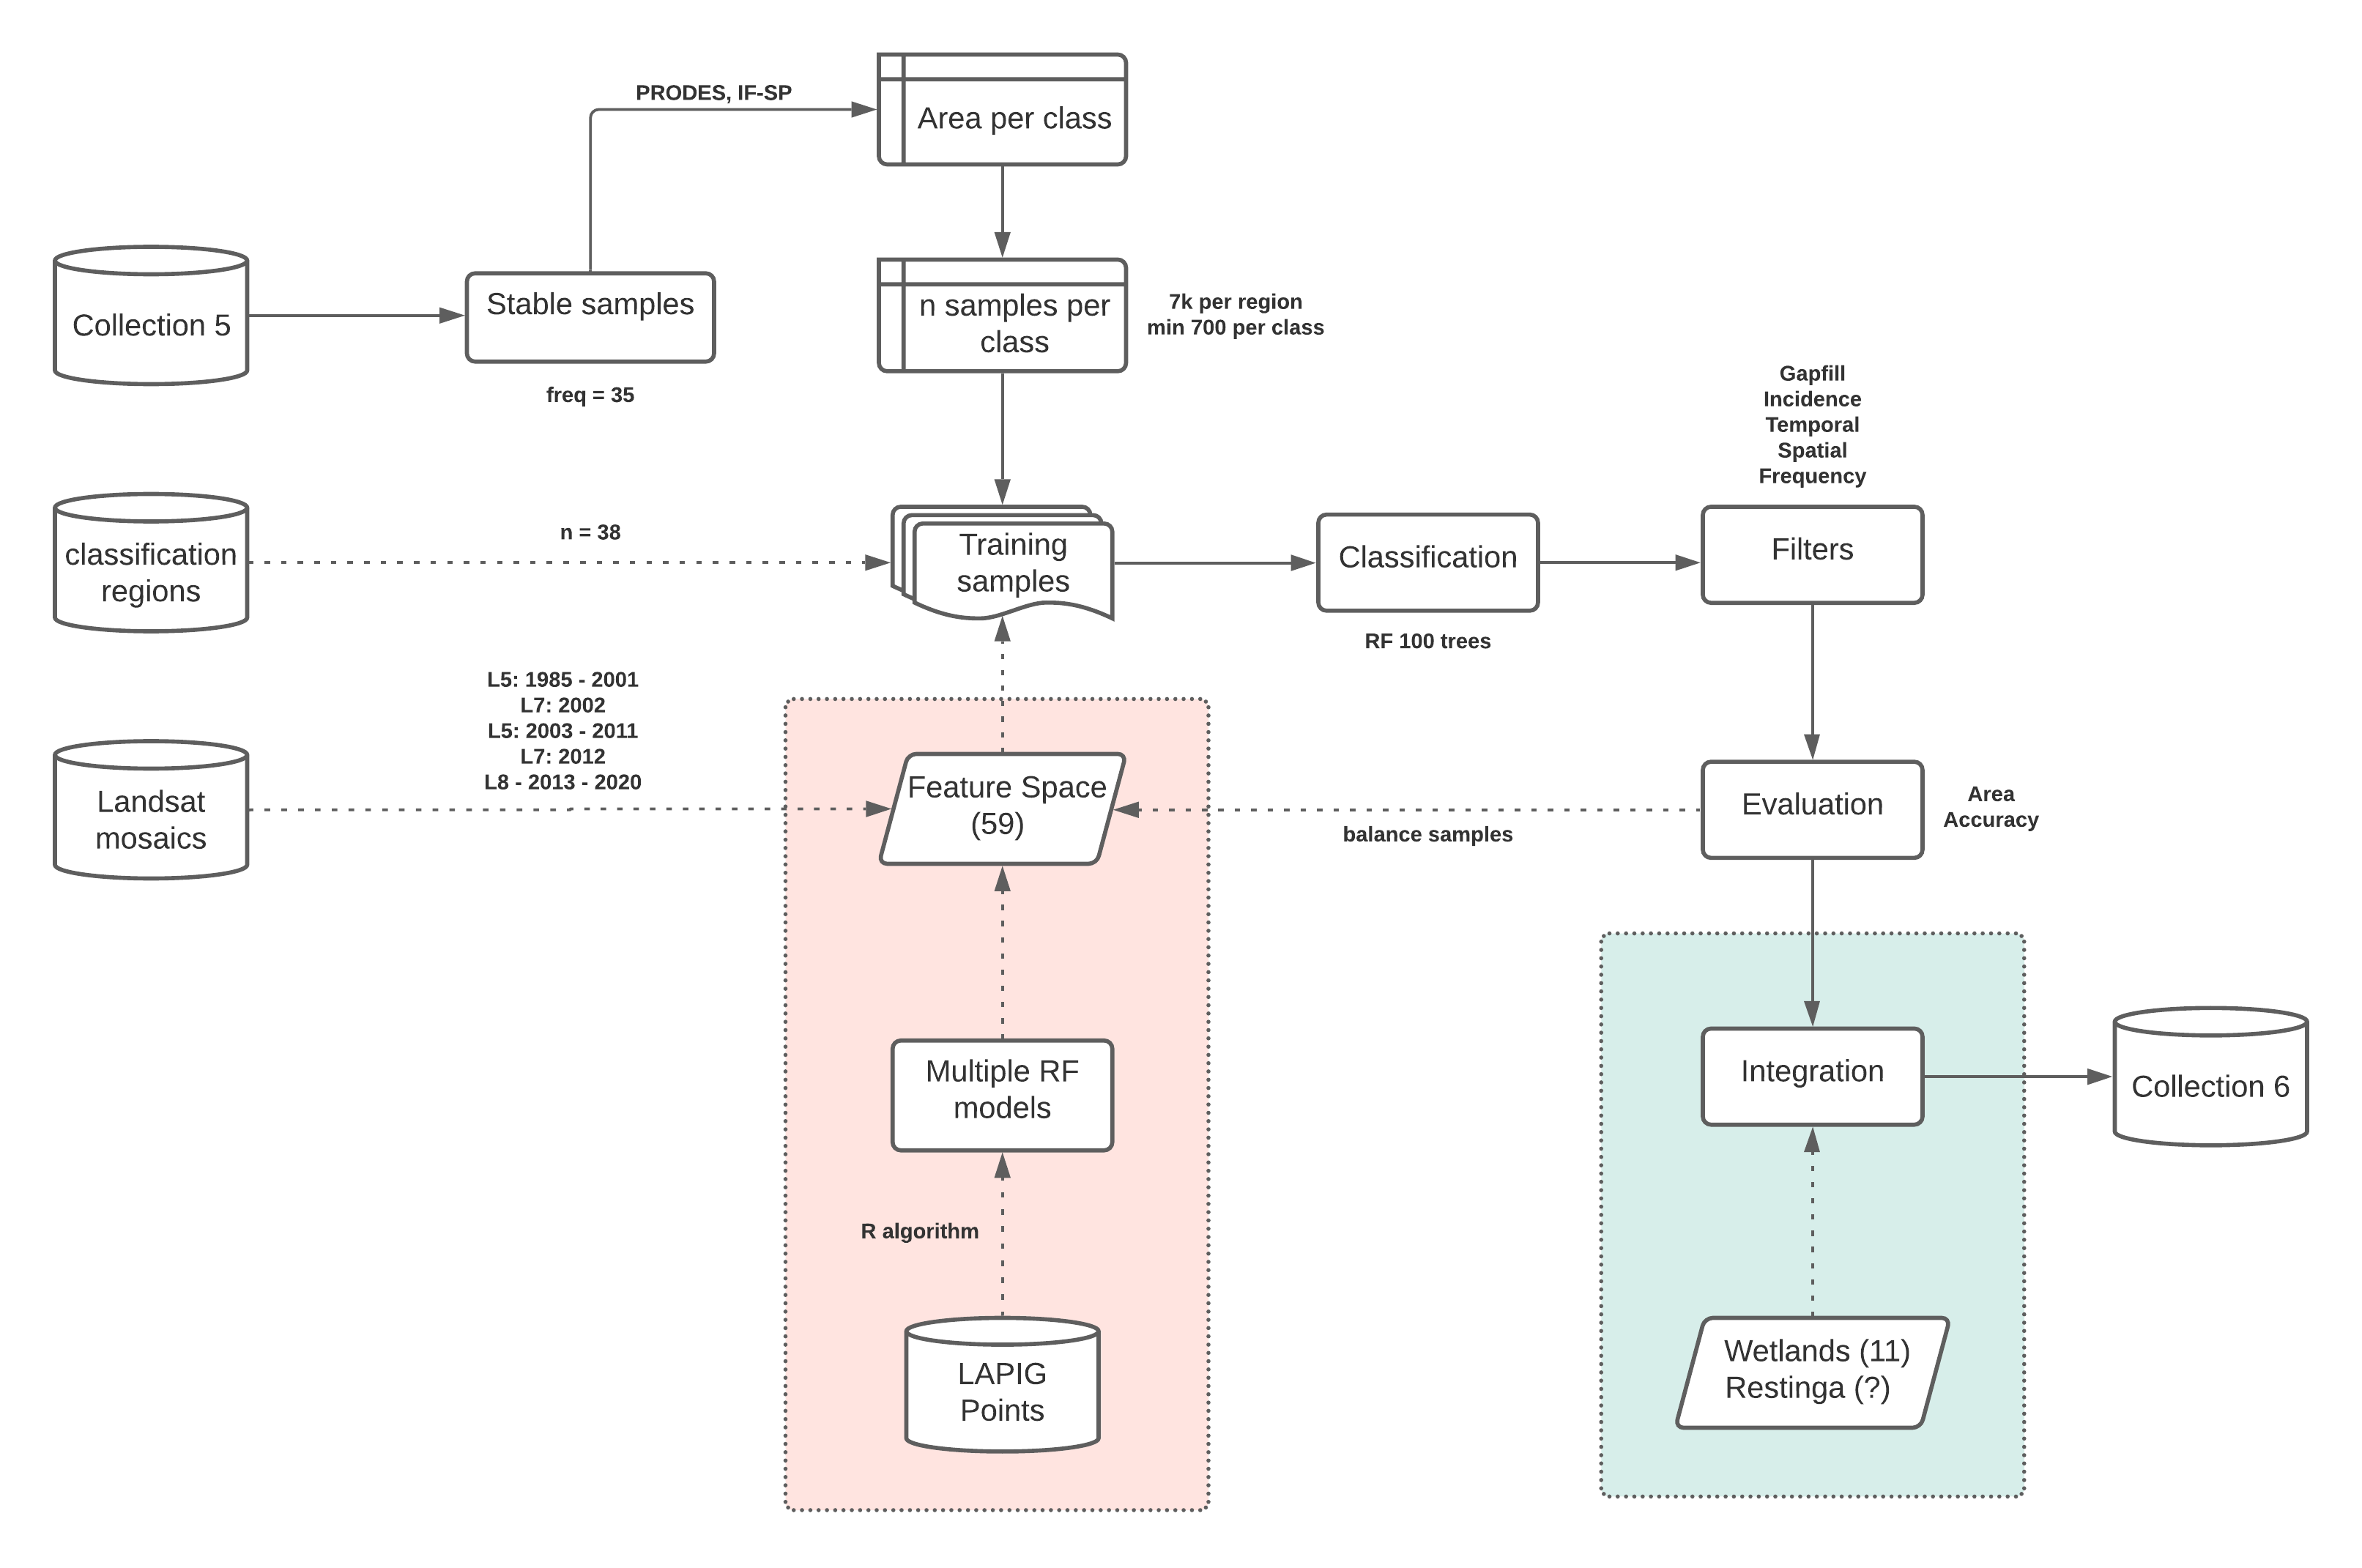 PRODES, IF-SP
Area per class
Collection 5
Stable samples
freq = 35
n samples per
class
7k per region
min 700 per class
classification
regions
n = 38
Training
samples
Classification
RF 100 trees
Gapfill
Incidence
Temporal
Spatial
Frequency
Filters
Landsat
mosaics
L5: 1985 - 2001
L7: 2002
L5: 2003 - 2011
L7: 2012
L8 - 2013 - 2020
Feature Space
(59)
balance samples
Evaluation
Area
Accuracy
Multiple RF
models
R algorithm
LAPIG
Points
Integration
Collection 6
Wetlands (11)
Restinga (?)